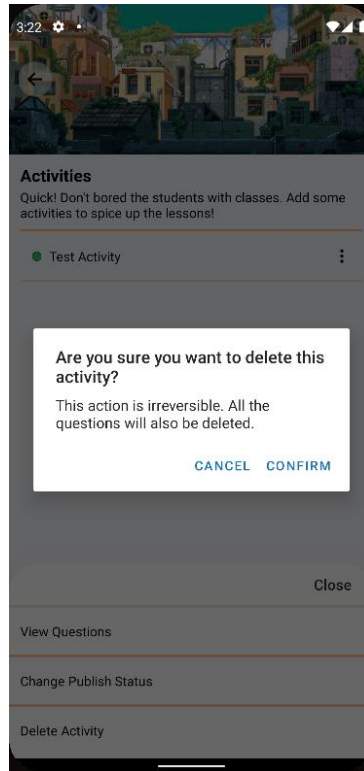 3:22
Activities
Quick! Don't bored the students with classes. Add some
activities to spice up the lessons!
Test Activity
Are you sure you want to delete this
activity?
This action is irreversible. All the
questions will also be deleted.
CANCEL CONFIRM
Close
View Questions
Change Publish Status
Delete Activity